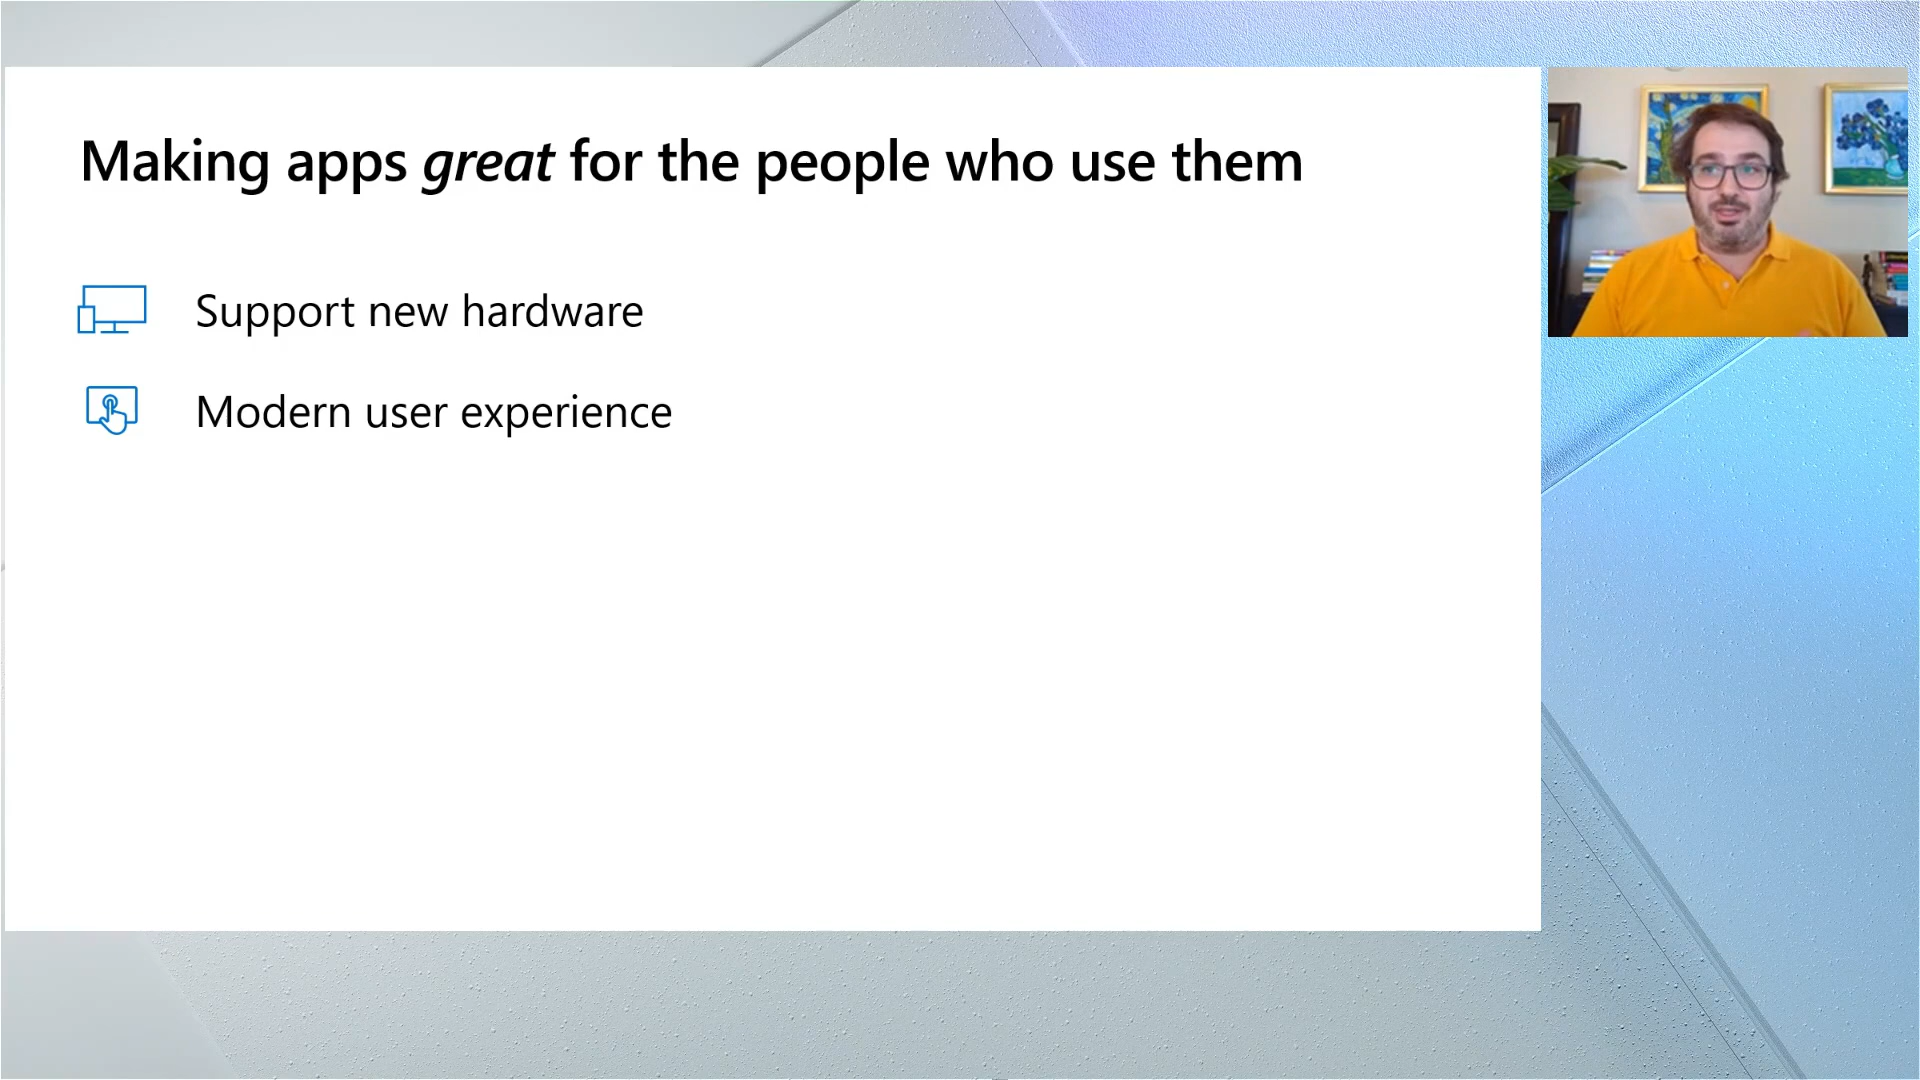 Making apps great for the people who use them
Support new hardware
Modern user experience